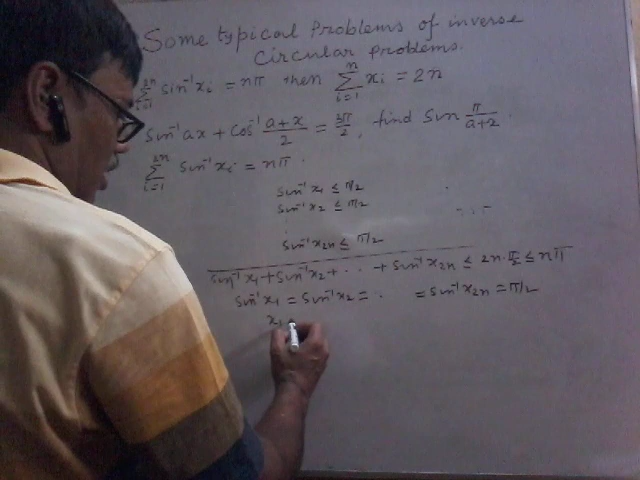 Some typical Problems of inverse
Circular problems.
∑_{i=1}^{2n} sin⁻¹xᵢ = nπ then ∑_{i=1}^{n} xᵢ = 2n
sin⁻¹ax + cos⁻¹ (a+x)/2 = 3π/2, find sin π/(a+x)
∑_{i=1}^{2n} sin⁻¹xᵢ = nπ.
sin⁻¹x₁ ≤ π/2
sin⁻¹x₂ ≤ π/2
sin⁻¹x2n ≤ π/2
sin⁻¹x₁ + sin⁻¹x₂ + ... + sin⁻¹x2n ≤ 2n·π/2 ≤ nπ
sin⁻¹x₁ = sin⁻¹x₂ = .. = sin⁻¹x2n = π/2
x₁